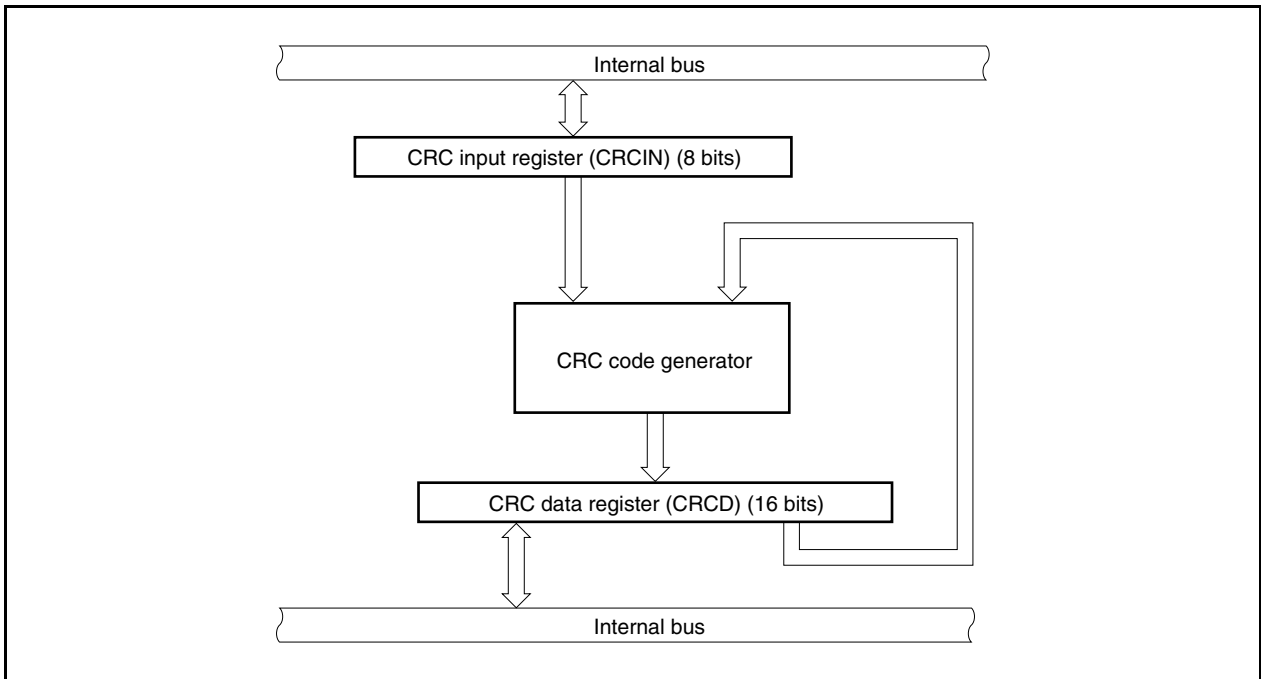 Internal bus
CRC input register (CRCIN) (8 bits)
CRC code generator
CRC data register (CRCD) (16 bits)
Internal bus